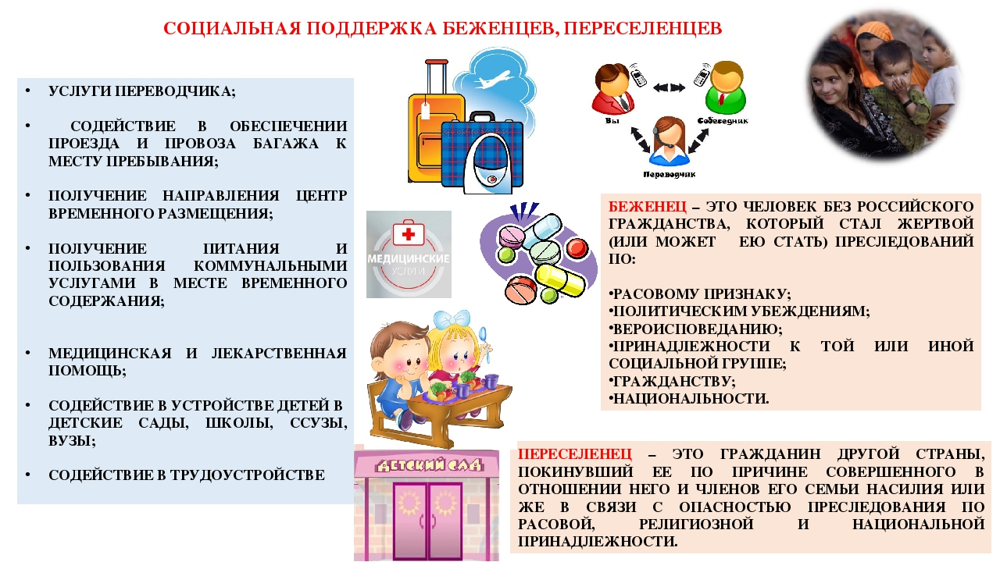 СОЦИАЛЬНАЯ ПОДДЕРЖКА БЕЖЕНЦЕВ, ПЕРЕСЕЛЕНЦЕВ
• УСЛУГИ ПЕРЕВОДЧИКА;
• СОДЕЙСТВИЕ В ОБЕСПЕЧЕНИИ
ПРОЕЗДА И ПРОВОЗА БАГАЖА К
МЕСТУ ПРЕБЫВАНИЯ;
• ПОЛУЧЕНИЕ НАПРАВЛЕНИЯ ЦЕНТР
ВРЕМЕННОГО РАЗМЕЩЕНИЯ;
• ПОЛУЧЕНИЕ ПИТАНИЯ И
ПОЛЬЗОВАНИЯ КОММУНАЛЬНЫМИ
УСЛУГАМИ В МЕСТЕ ВРЕМЕННОГО
СОДЕРЖАНИЯ;
• МЕДИЦИНСКАЯ И ЛЕКАРСТВЕННАЯ
ПОМОЩЬ;
• СОДЕЙСТВИЕ В УСТРОЙСТВЕ ДЕТЕЙ В
ДЕТСКИЕ САДЫ, ШКОЛЫ, ССУЗЫ,
ВУЗЫ;
• СОДЕЙСТВИЕ В ТРУДОУСТРОЙСТВЕ
Вы
Собеседник
Переводчик
МЕДИЦИНСКИЕ
УСЛУГИ
ДЕТСКИЙ САД
БЕЖЕНЕЦ – ЭТО ЧЕЛОВЕК БЕЗ РОССИЙСКОГО
ГРАЖДАНСТВА, КОТОРЫЙ СТАЛ ЖЕРТВОЙ
(ИЛИ МОЖЕТ ЕЮ СТАТЬ) ПРЕСЛЕДОВАНИЙ
ПО:
•РАСОВОМУ ПРИЗНАКУ;
•ПОЛИТИЧЕСКИМ УБЕЖДЕНИЯМ;
•ВЕРОИСПОВЕДАНИЮ;
•ПРИНАДЛЕЖНОСТИ К ТОЙ ИЛИ ИНОЙ
СОЦИАЛЬНОЙ ГРУППЕ;
•ГРАЖДАНСТВУ;
•НАЦИОНАЛЬНОСТИ.
ПЕРЕСЕЛЕНЕЦ – ЭТО ГРАЖДАНИН ДРУГОЙ СТРАНЫ,
ПОКИНУВШИЙ ЕЕ ПО ПРИЧИНЕ СОВЕРШЕННОГО В
ОТНОШЕНИИ НЕГО И ЧЛЕНОВ ЕГО СЕМЬИ НАСИЛИЯ ИЛИ
ЖЕ В СВЯЗИ С ОПАСНОСТЬЮ ПРЕСЛЕДОВАНИЯ ПО
РАСОВОЙ, РЕЛИГИОЗНОЙ И НАЦИОНАЛЬНОЙ
ПРИНАДЛЕЖНОСТИ.